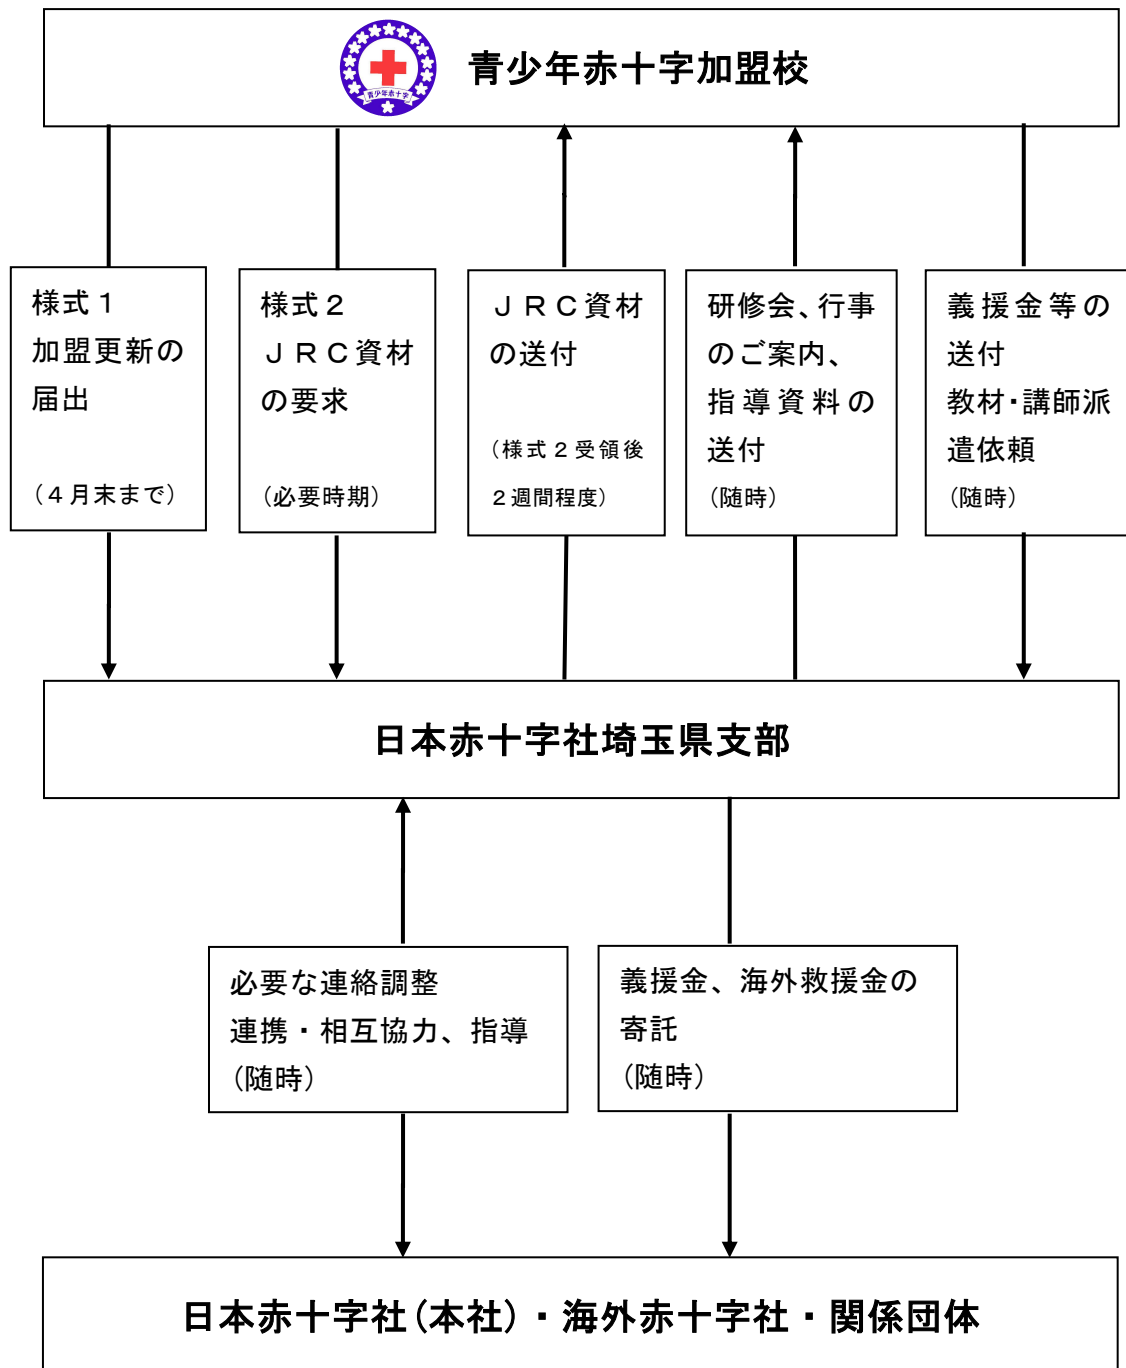 青少年赤十字
青少年赤十字加盟校
様式１
加盟更新の
届出
（４月末まで）
様式２
ＪＲＣ資材
の要求
（必要時期）
ＪＲＣ資材
の送付
（様式２受領後
２週間程度）
研修会、行事
のご案内、
指導資料の
送付
（随時）
義援金等の
送付
教材・講師派
遣依頼
（随時）
日本赤十字社埼玉県支部
必要な連絡調整
連携・相互協力、指導
（随時）
義援金、海外救援金の
寄託
（随時）
日本赤十字社（本社）・海外赤十字社・関係団体